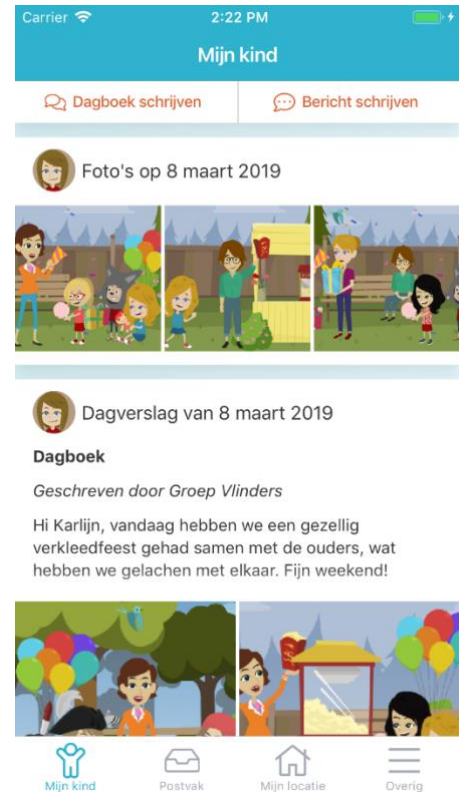 Carrier 2:22 PM
Mijn kind
Dagboek schrijven Bericht schrijven
Foto's op 8 maart 2019
Dagverslag van 8 maart 2019
Dagboek
Geschreven door Groep Vlinders
Hi Karlijn, vandaag hebben we een gezellig
verkleedfeest gehad samen met de ouders, wat
hebben we gelachen met elkaar. Fijn weekend!
Mijn kind Postvak Mijn locatie Overig